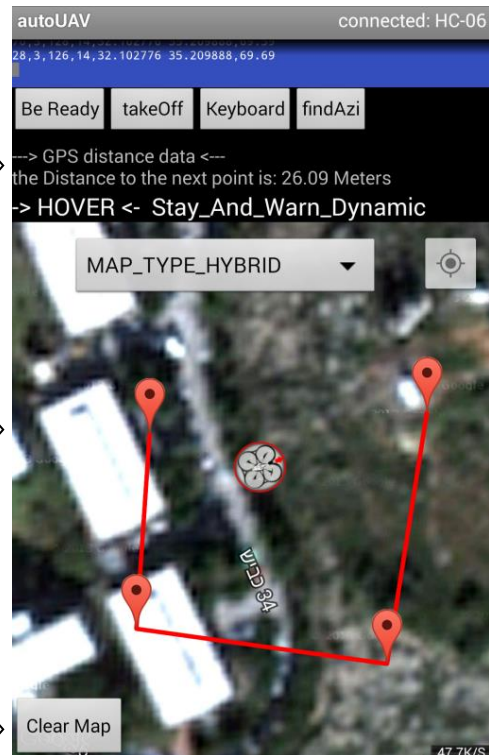 autoUAV connected: HC-06
28,3,126,14,32.102776 35.209888,69.69
Be Ready takeOff Keyboard findAzi
---> GPS distance data <---
the Distance to the next point is: 26.09 Meters
-> HOVER <- Stay_And_Warn_Dynamic
MAP_TYPE_HYBRID
כביש 34
Clear Map
47.7K/S